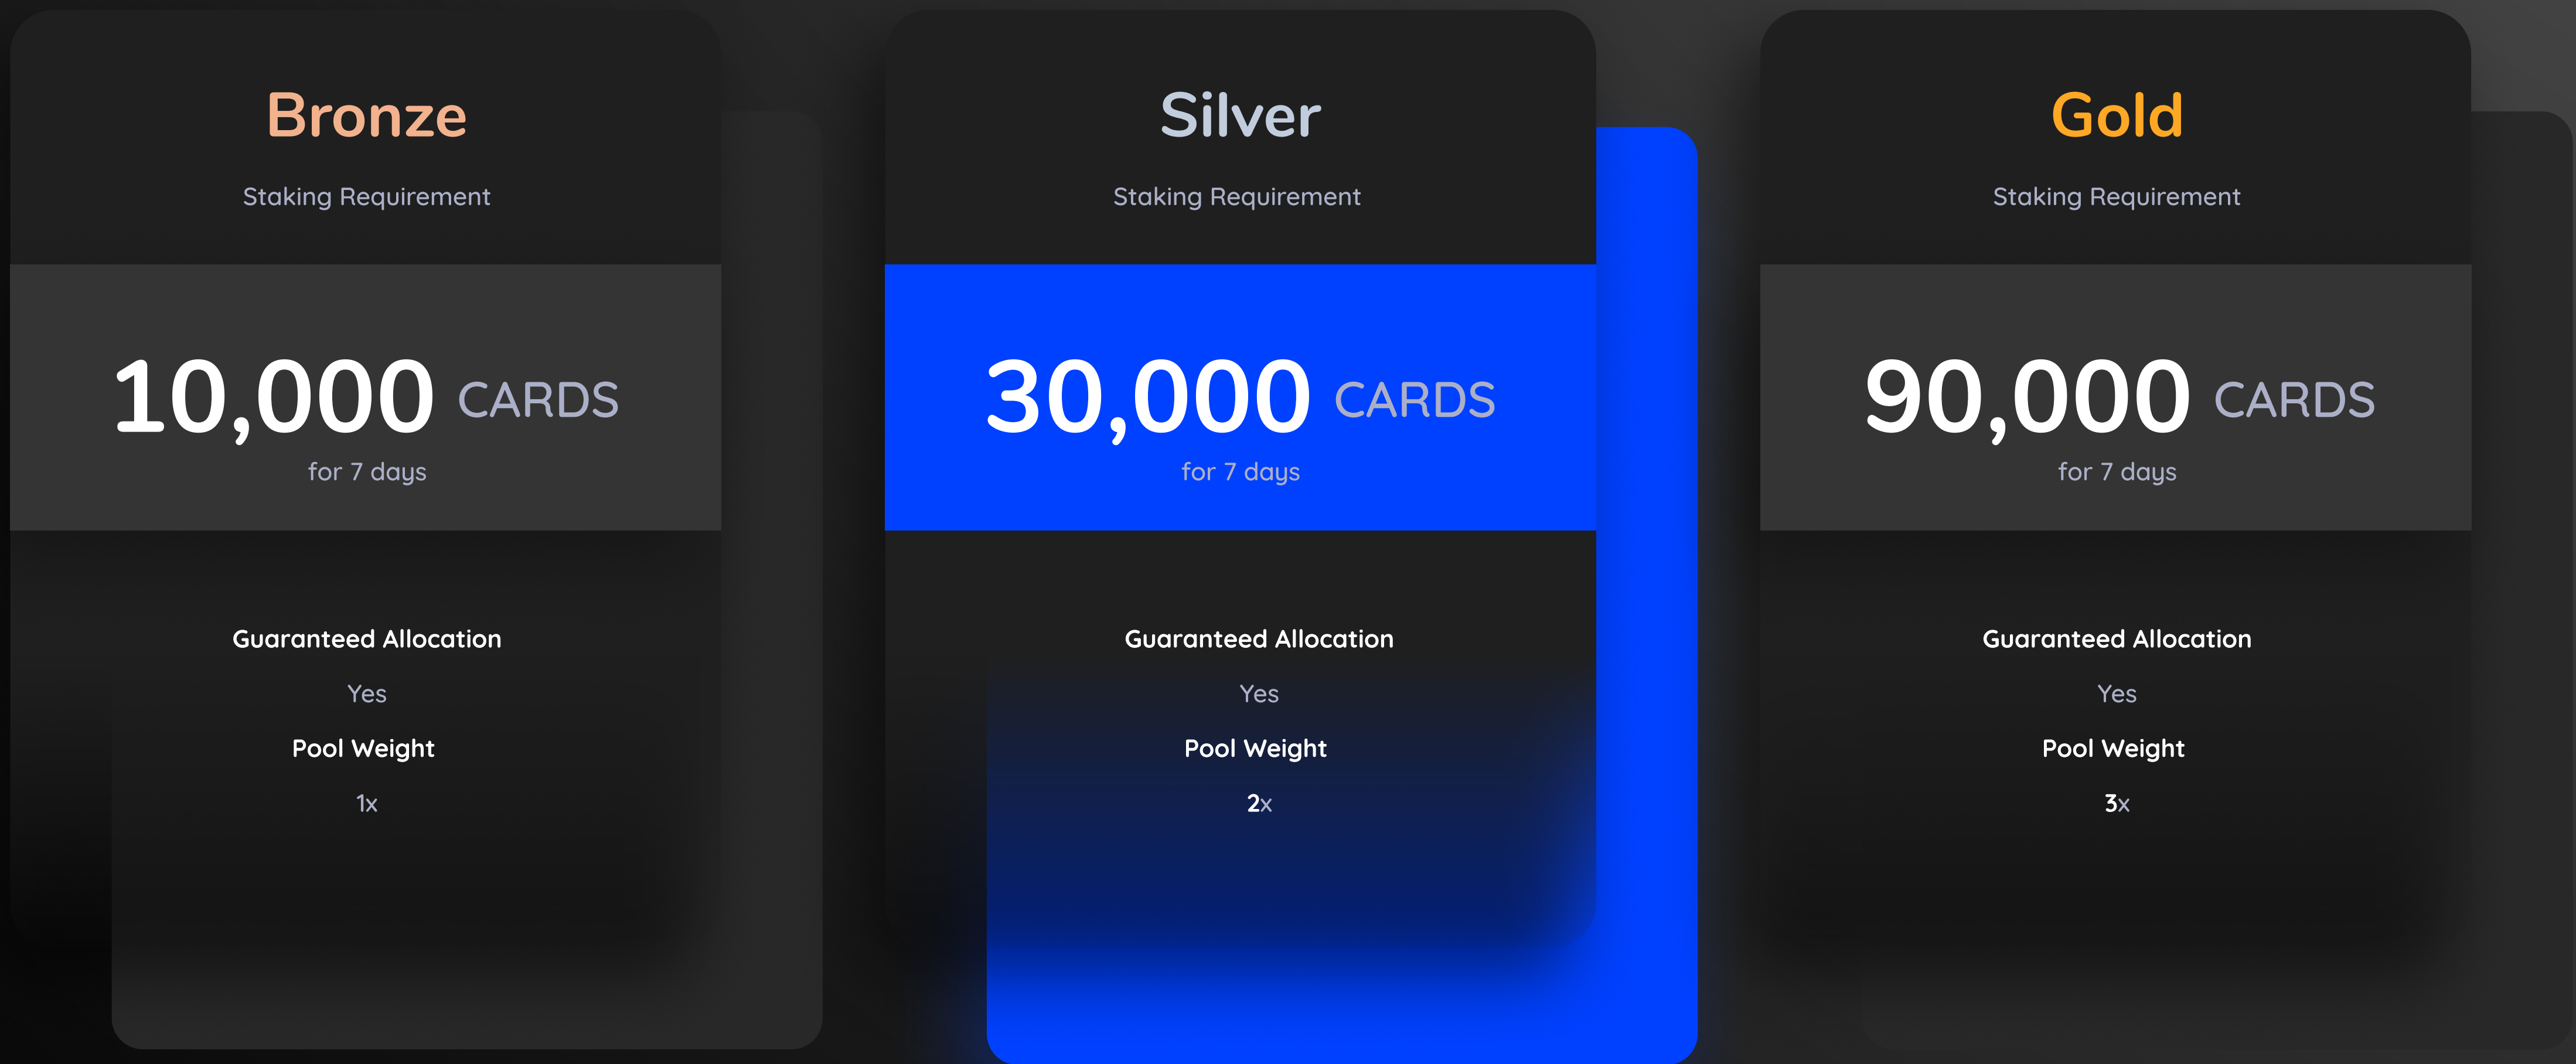 Bronze
Staking Requirement
10,000 CARDS
for 7 days
Guaranteed Allocation
Yes
Pool Weight
1x
Silver
Staking Requirement
30,000 CARDS
for 7 days
Guaranteed Allocation
Yes
Pool Weight
2x
Gold
Staking Requirement
90,000 CARDS
for 7 days
Guaranteed Allocation
Yes
Pool Weight
3x